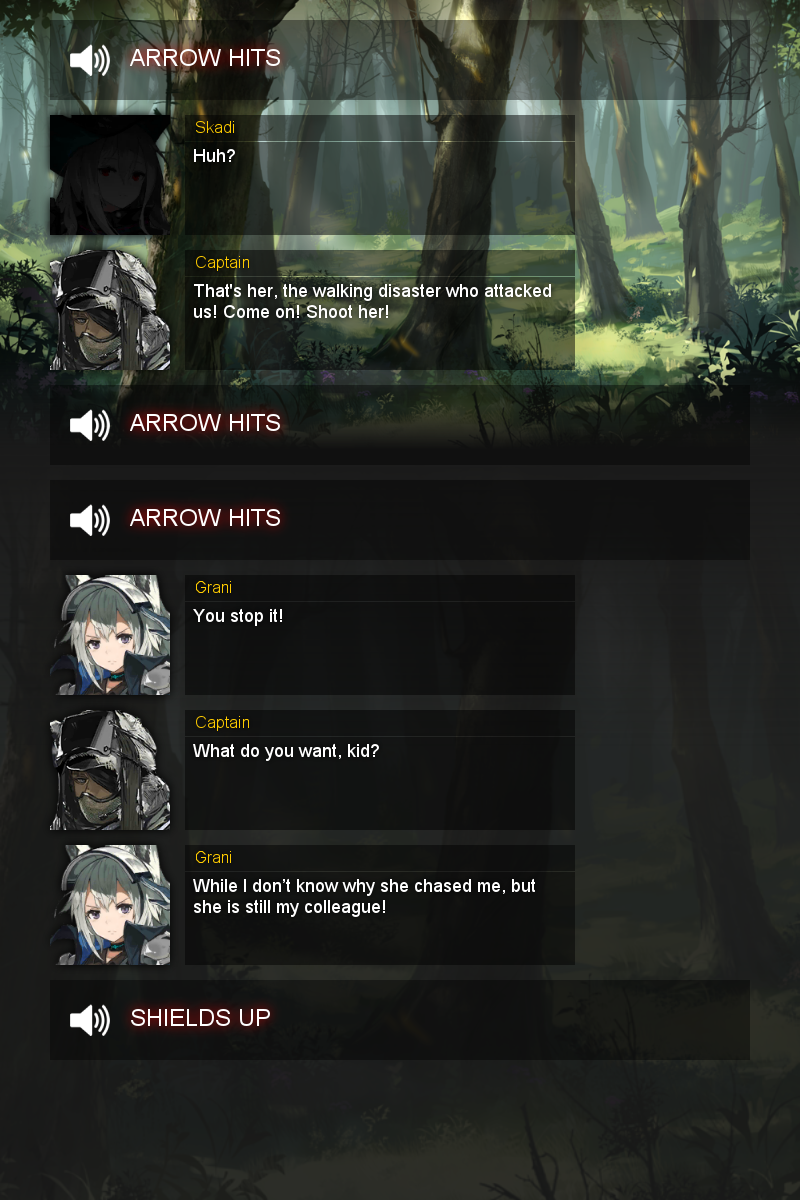 ARROW HITS
Skadi
Huh?
Captain
That's her, the walking disaster who attacked
us! Come on! Shoot her!
ARROW HITS
ARROW HITS
Grani
You stop it!
Captain
What do you want, kid?
Grani
While I don't know why she chased me, but
she is still my colleague!
SHIELDS UP